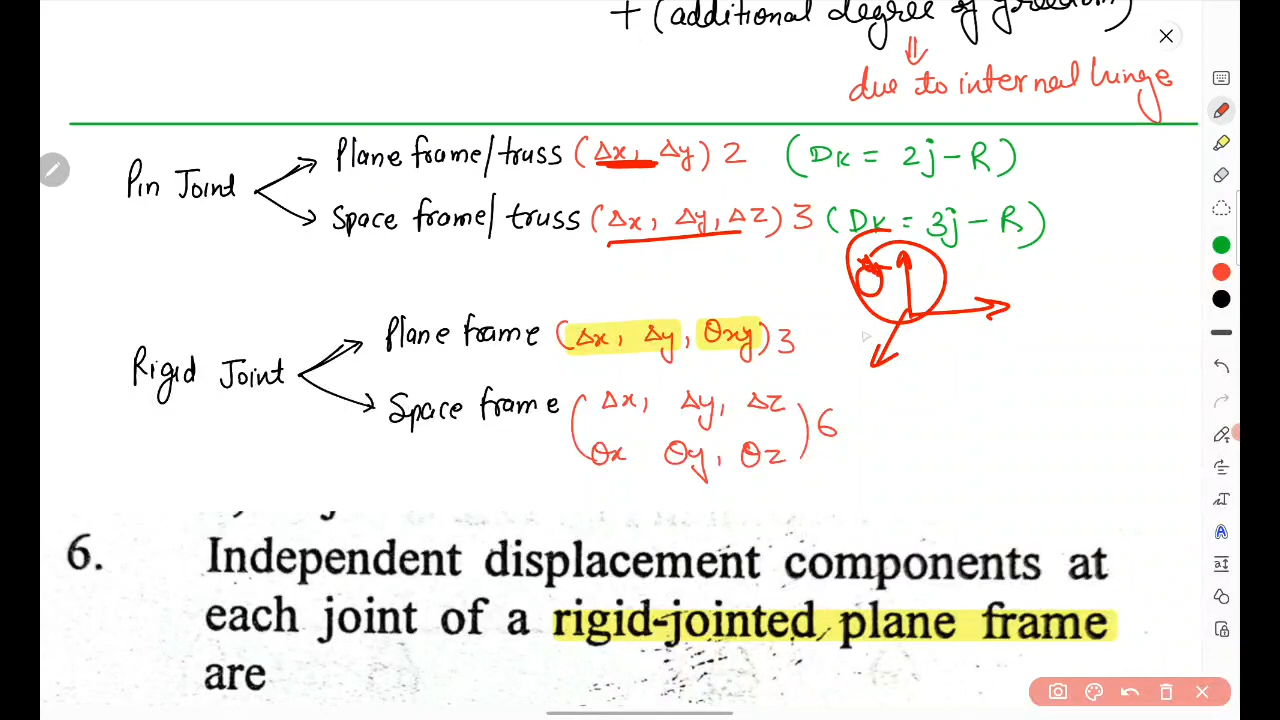 + (additional degree of freedom)
⇓
due to internal hinge
Pin Joint
Plane frame/truss (Δx, Δy) 2 (DK = 2j - R)
Space frame/truss (Δx, Δy, Δz) 3 (DK = 3j - R)
Rigid Joint
Plane frame (Δx, Δy, θxy) 3
Space frame (Δx, Δy, Δz
θx θy, θz) 6
6. Independent displacement components at
each joint of a rigid-jointed plane frame
are